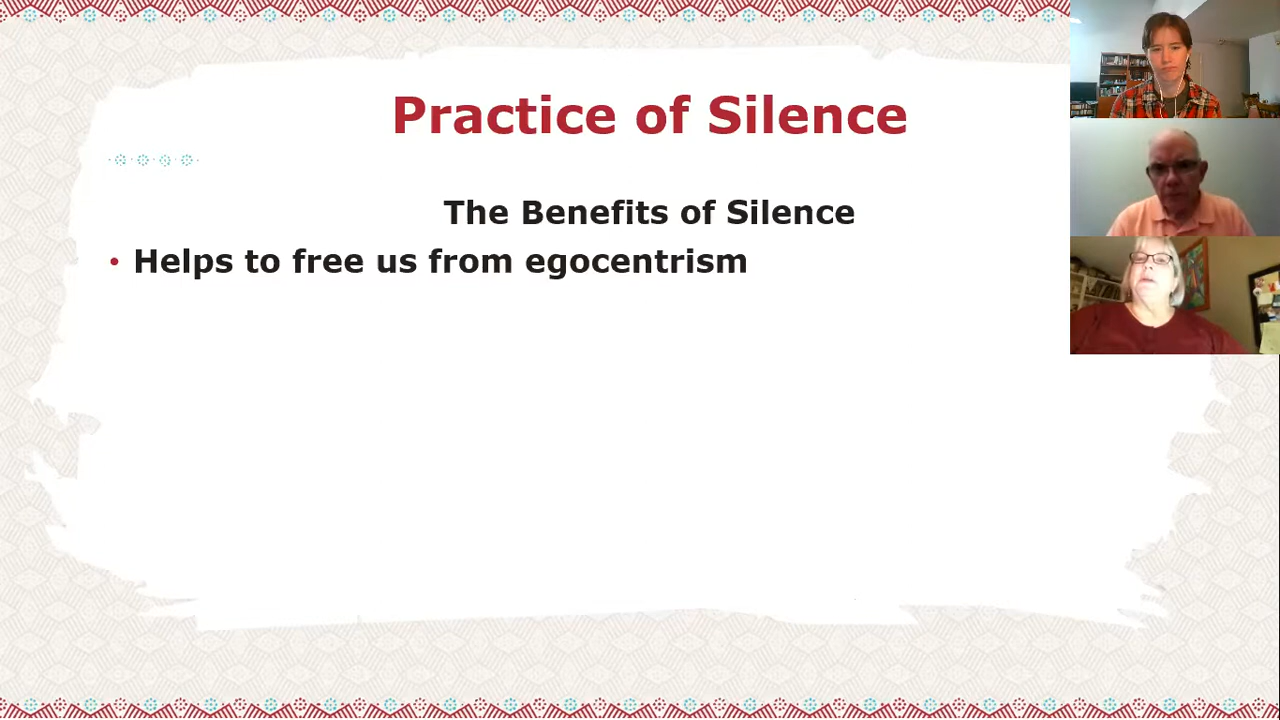 Practice of Silence
The Benefits of Silence
• Helps to free us from egocentrism